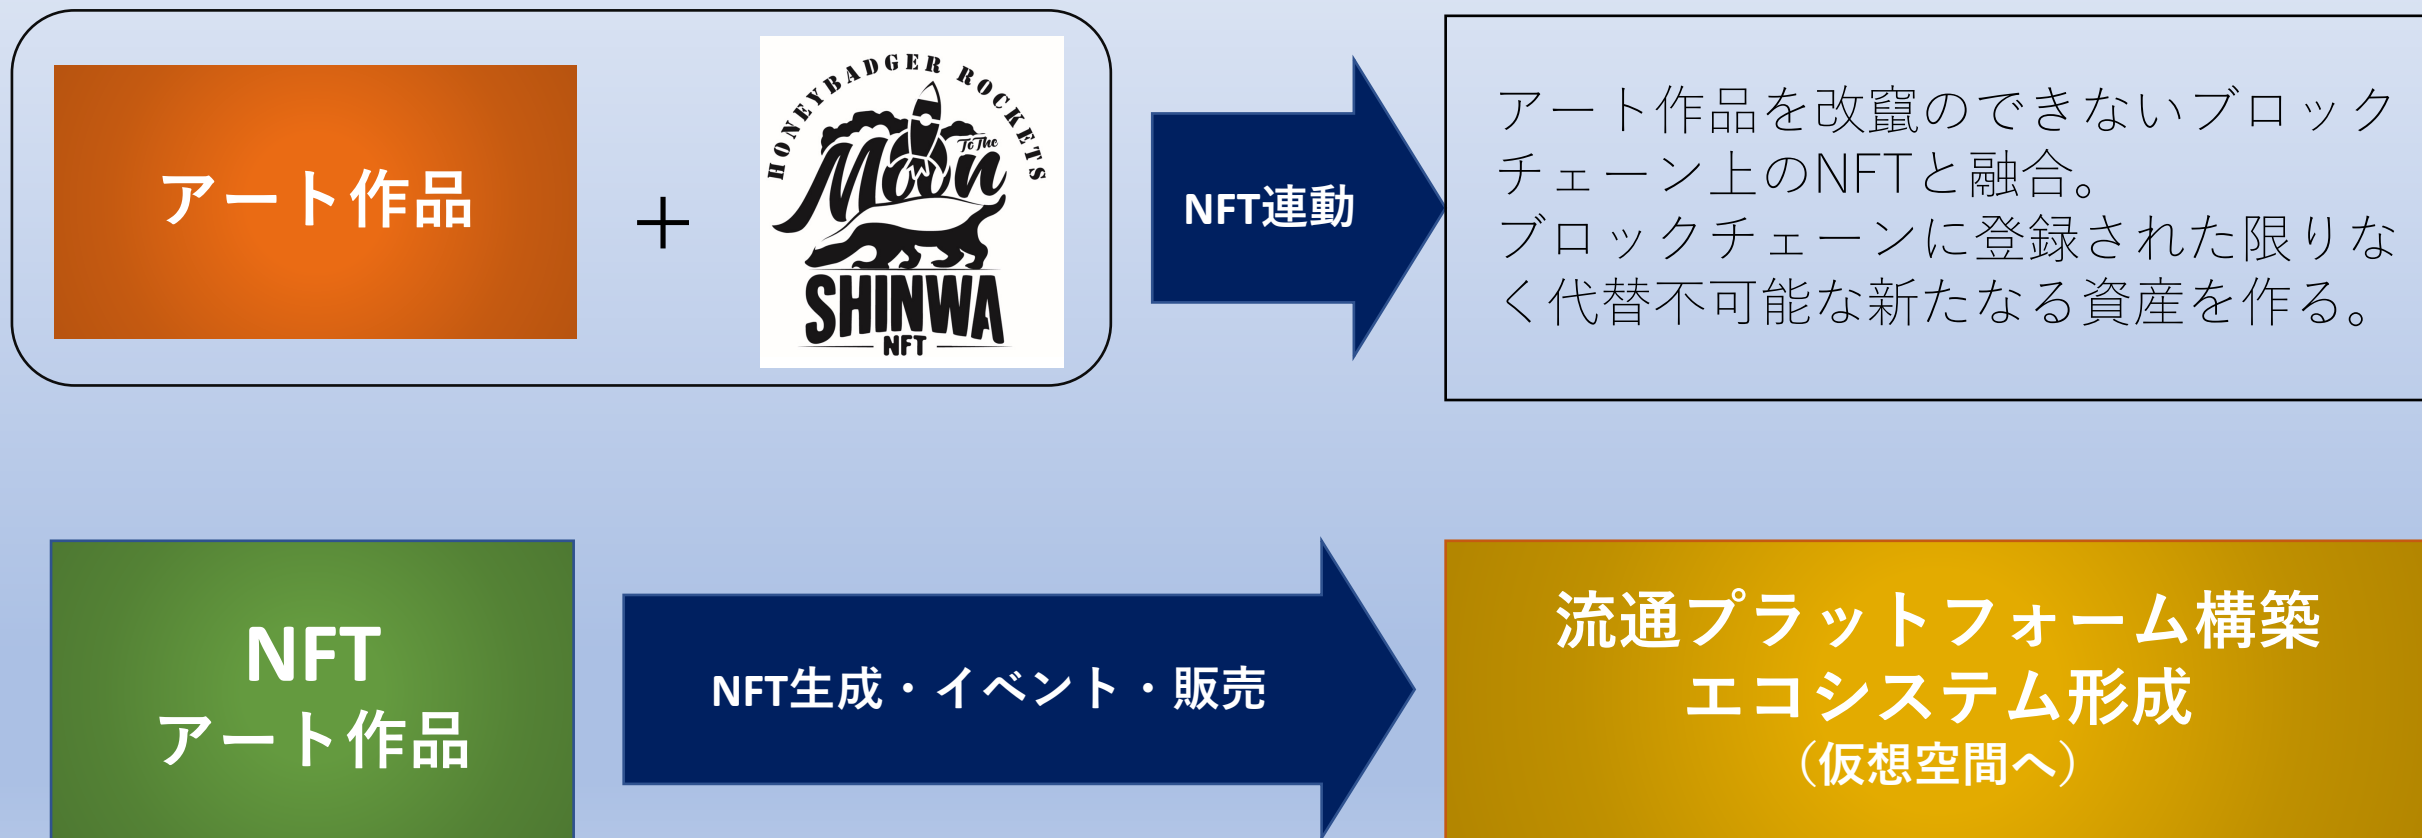 アート作品
+
HONEYBADGER ROCKETS
To The
Moon
SHINWA
NFT
NFT連動
アート作品を改竄のできないブロック
チェーン上のNFTと融合。
ブロックチェーンに登録された限りな
く代替不可能な新たなる資産を作る。
NFT
アート作品
NFT生成・イベント・販売
流通プラットフォーム構築
エコシステム形成
（仮想空間へ）